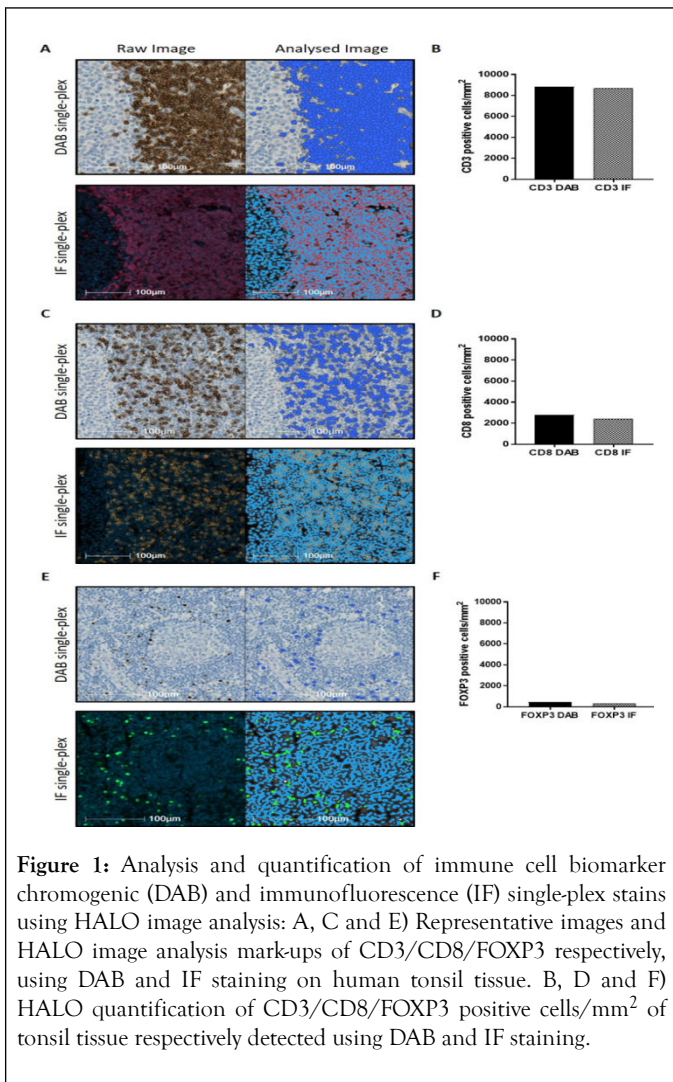 A
Raw Image
Analysed Image
DAB single-plex
100µm
100µm
IF single-plex
100µm
100µm
B
CD3 positive cells/mm²
10000
8000
6000
4000
2000
0
CD3 DAB
CD3 IF
C
DAB single-plex
100µm
100µm
IF single-plex
100µm
100µm
D
CD8 positive cells/mm²
10000
8000
6000
4000
2000
0
CD8 DAB
CD8 IF
E
DAB single-plex
100µm
100µm
IF single-plex
100µm
100µm
F
FOXP3 positive cells/mm²
10000
8000
6000
4000
2000
0
FOXP3 DAB
FOXP3 IF
Figure 1: Analysis and quantification of immune cell biomarker
chromogenic (DAB) and immunofluorescence (IF) single-plex stains
using HALO image analysis: A, C and E) Representative images and
HALO image analysis mark-ups of CD3/CD8/FOXP3 respectively,
using DAB and IF staining on human tonsil tissue. B, D and F)
HALO quantification of CD3/CD8/FOXP3 positive cells/mm² of
tonsil tissue respectively detected using DAB and IF staining.